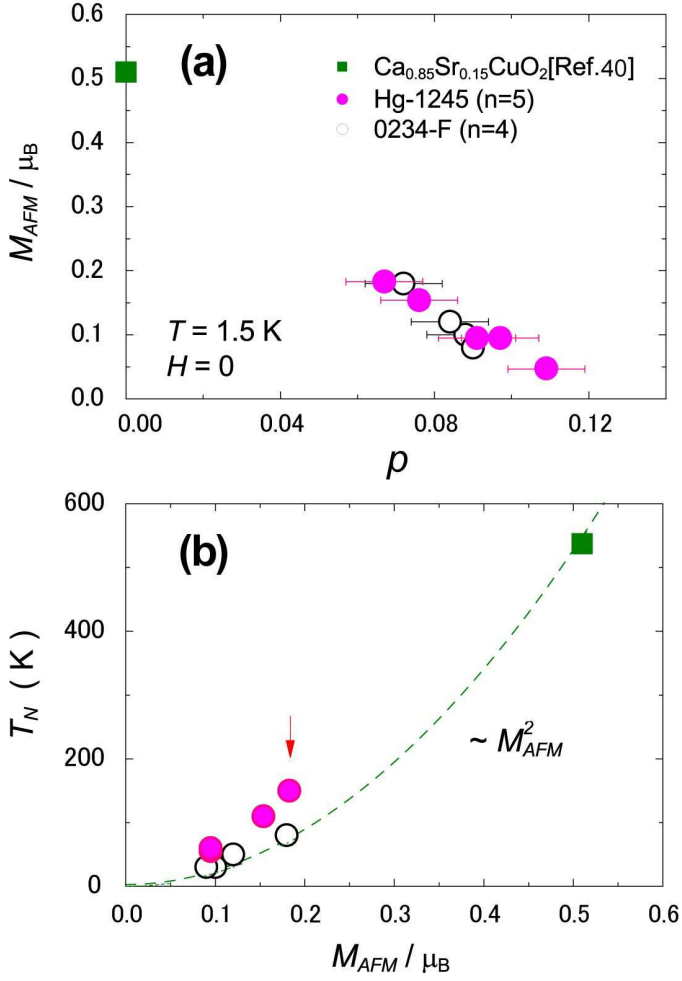 0.6
(a)
Ca0.85Sr0.15CuO2[Ref.40]
0.5
Hg-1245 (n=5)
0234-F (n=4)
0.4
MAFM / μB
0.3
0.2
0.1
T = 1.5 K
H = 0
0.0
0.00 0.04 0.08 0.12
p
600
(b)
400
TN ( K )
~ M²AFM
200
0
0.0 0.1 0.2 0.3 0.4 0.5 0.6
MAFM / μB